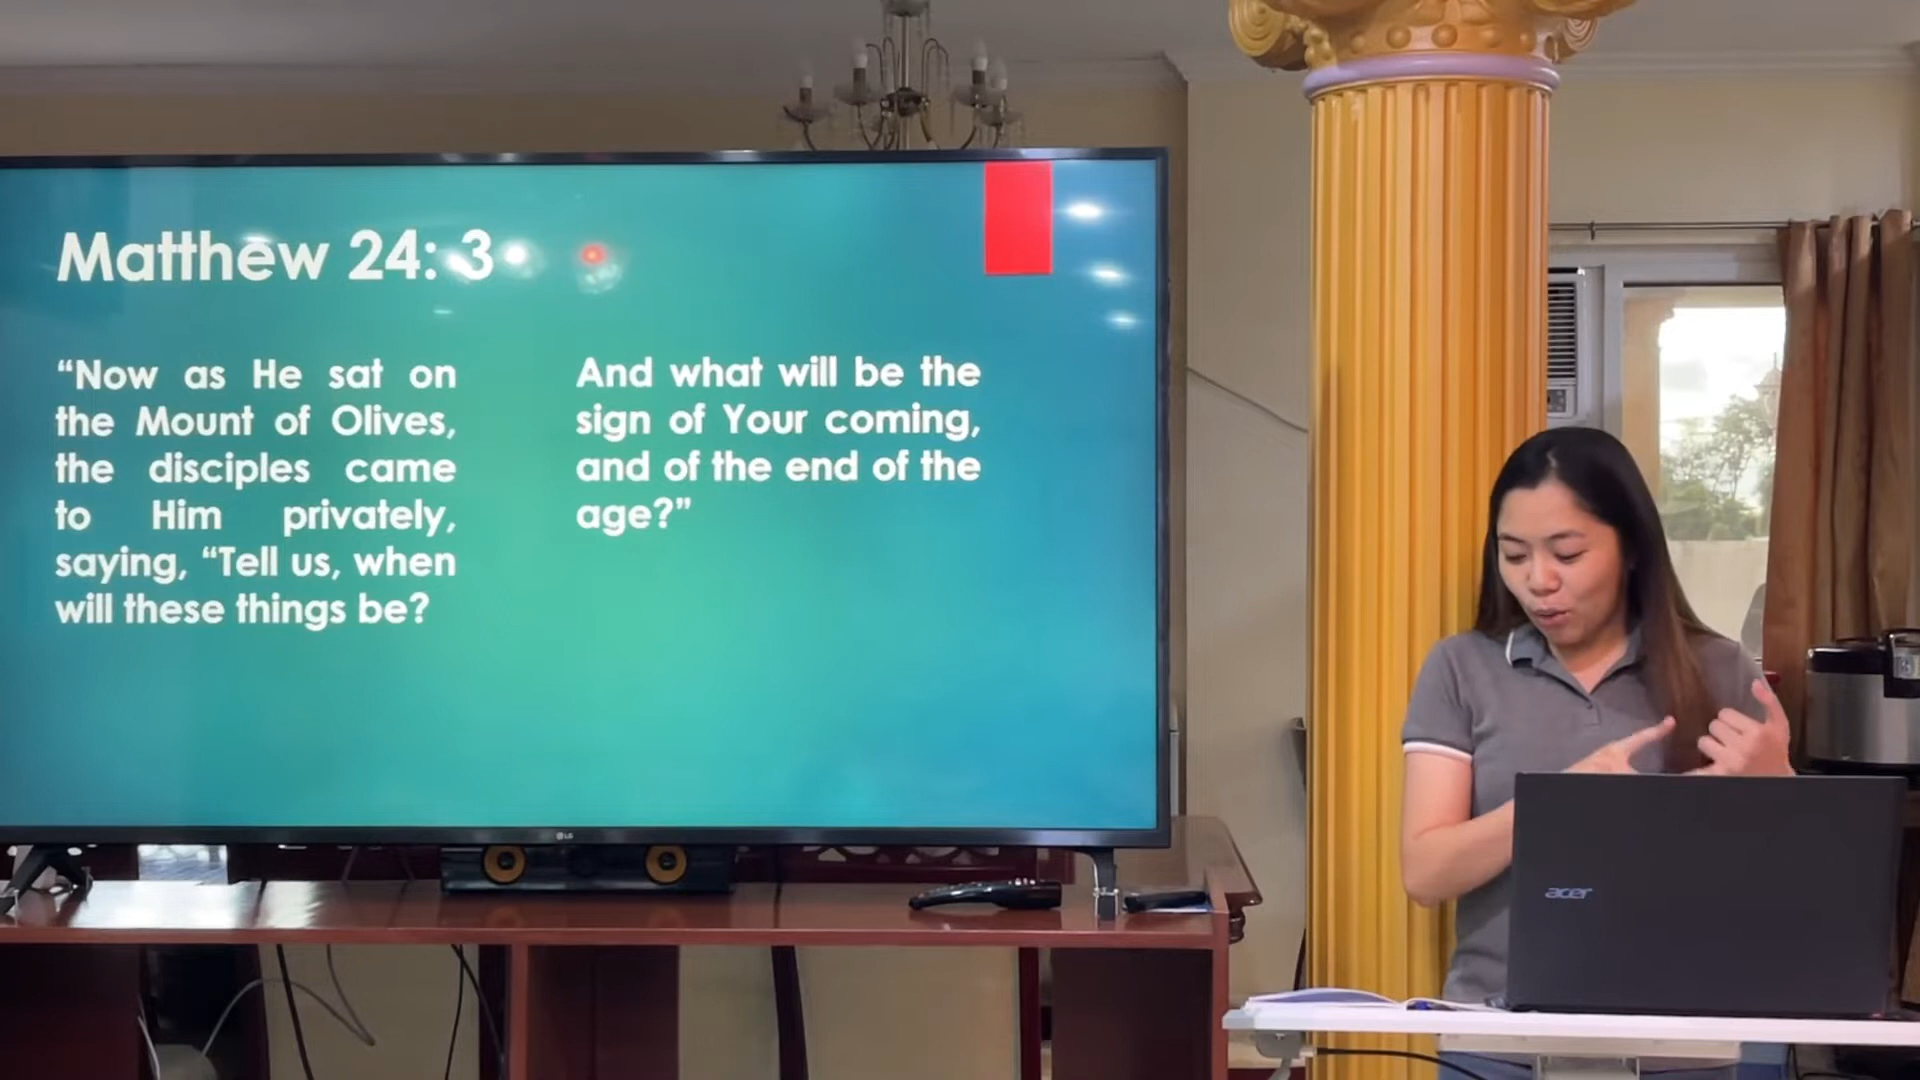 Matthew 24: 3
“Now as He sat on
the Mount of Olives,
the disciples came
to Him privately,
saying, “Tell us, when
will these things be?
And what will be the
sign of Your coming,
and of the end of the
age?”
LG
acer